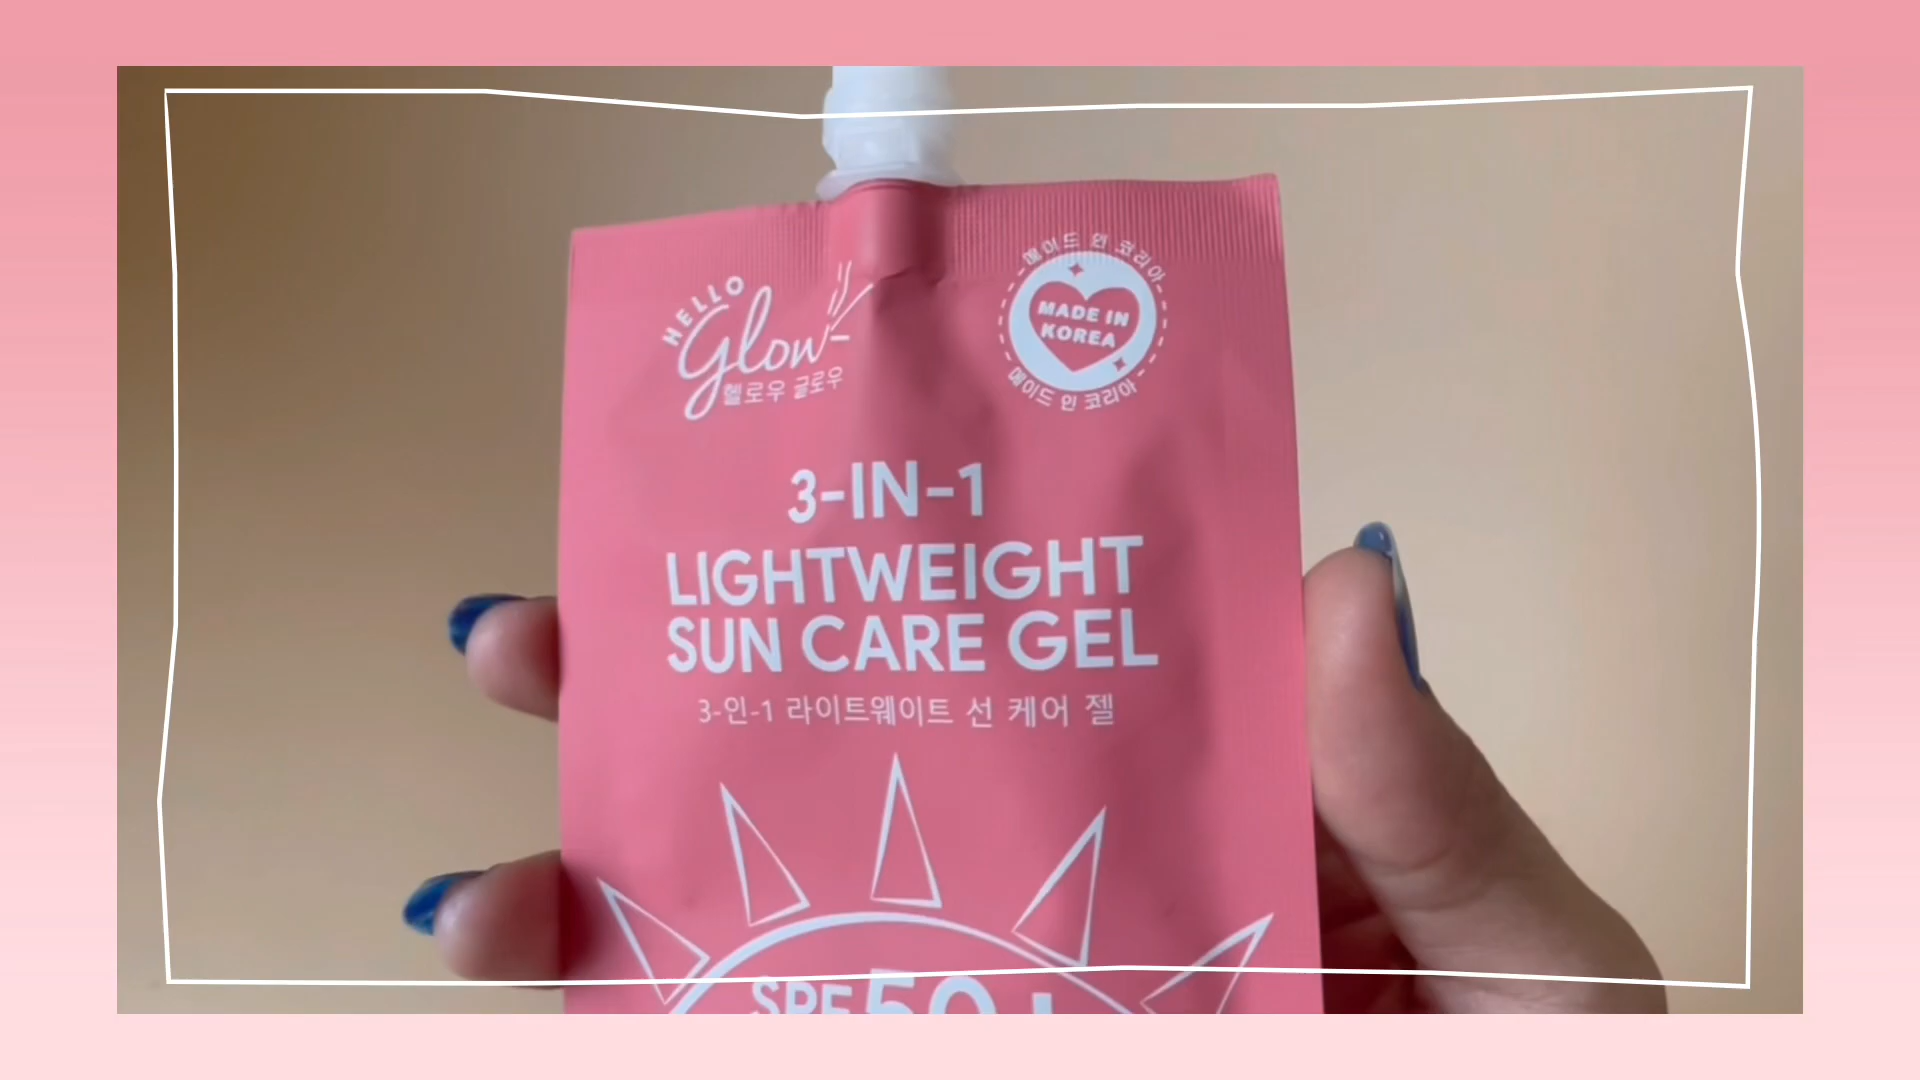 HELLO
Glow
헬로우 글로우
메이드 인 코리아
MADE IN
KOREA
메이드 인 코리아
3-IN-1
LIGHTWEIGHT
SUN CARE GEL
3-인-1 라이트웨이트 선 케어 젤
SPF 50+